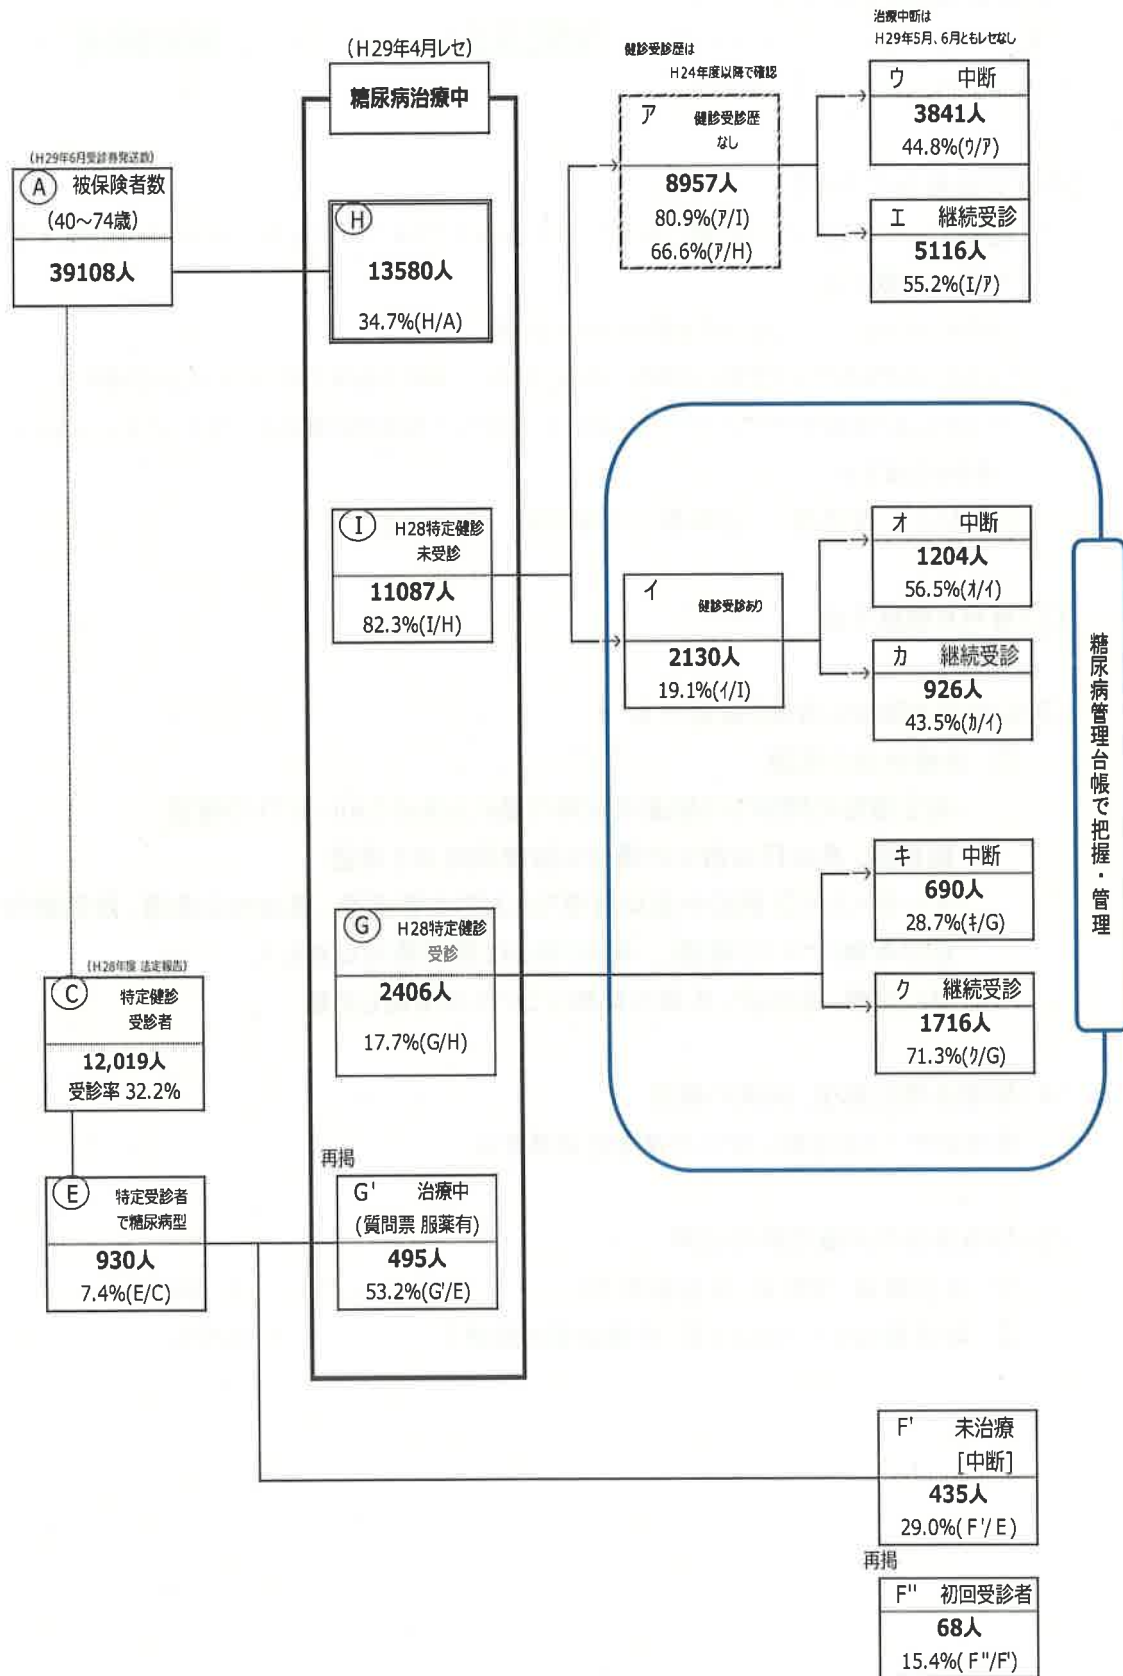 (H29年6月受診券発送数)
Ⓐ 被保険者数
(40～74歳)
39108人
(H28年度 法定報告)
Ⓒ 特定健診
受診者
12,019人
受診率 32.2%
Ⓔ 特定受診者
で糖尿病型
930人
7.4%(E/C)
(H29年4月レセ)
糖尿病治療中
Ⓗ
13580人
34.7%(H/A)
Ⓘ H28特定健診
未受診
11087人
82.3%(I/H)
Ⓖ H28特定健診
受診
2406人
17.7%(G/H)
再掲
G' 治療中
(質問票 服薬有)
495人
53.2%(G'/E)
健診受診歴は
H24年度以降で確認
ア 健診受診歴
なし
8957人
80.9%(ｱ/I)
66.6%(ｱ/H)
イ 健診受診あり
2130人
19.1%(ｲ/I)
治療中断は
H29年5月、6月ともレセなし
ウ 中断
3841人
44.8%(ｳ/ｱ)
エ 継続受診
5116人
55.2%(ｴ/ｱ)
オ 中断
1204人
56.5%(ｵ/ｲ)
カ 継続受診
926人
43.5%(ｶ/ｲ)
キ 中断
690人
28.7%(ｷ/G)
ク 継続受診
1716人
71.3%(ｸ/G)
糖尿病管理台帳で把握・管理
F' 未治療
[中断]
435人
29.0%( F'/ E)
再掲
F'' 初回受診者
68人
15.4%( F''/F')